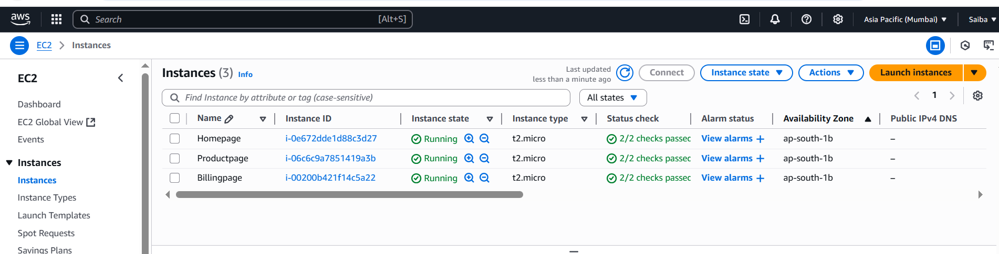 aws Search [Alt+S] Asia Pacific (Mumbai) Saiba
EC2 Instances
EC2
Dashboard
EC2 Global View
Events
Instances
Instances
Instance Types
Launch Templates
Spot Requests
Savings Plans
Instances (3) Info
Last updated
less than a minute ago
Connect Instance state Actions Launch instances
Find Instance by attribute or tag (case-sensitive) All states 1
Name Instance ID Instance state Instance type Status check Alarm status Availability Zone Public IPv4 DNS
Homepage i-0e672dde1d88c3d27 Running t2.micro 2/2 checks passed View alarms + ap-south-1b –
Productpage i-06c6c9a7851419a3b Running t2.micro 2/2 checks passed View alarms + ap-south-1b –
Billingpage i-00200b421f14c5a22 Running t2.micro 2/2 checks passed View alarms + ap-south-1b –